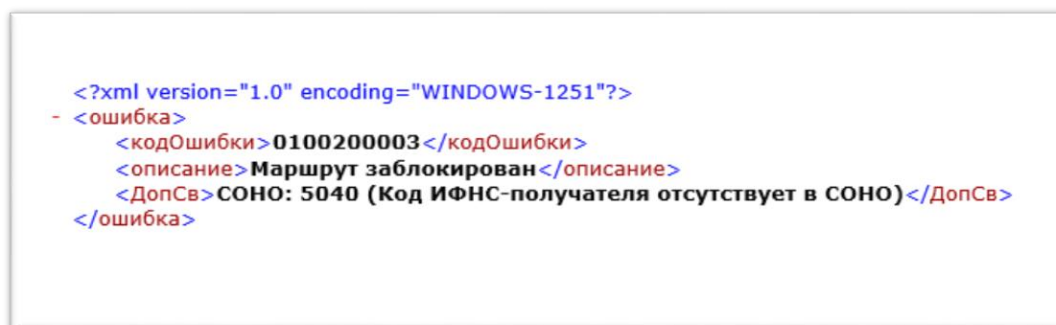 <?xml version="1.0" encoding="WINDOWS-1251"?>
- <ошибка>
<кодОшибки>0100200003</кодОшибки>
<описание>Маршрут заблокирован</описание>
<ДопСв>СОНО: 5040 (Код ИФНС-получателя отсутствует в СОНО)</ДопСв>
</ошибка>